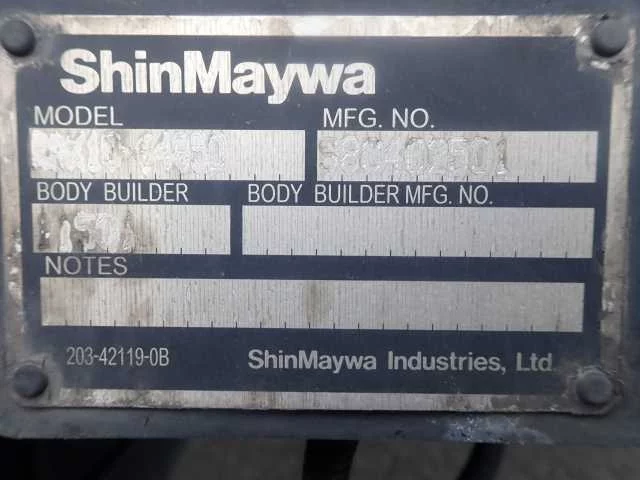 ShinMaywa
MODEL
MFG. NO.
BODY BUILDER
BODY BUILDER MFG. NO.
NOTES
203-42119-0B
ShinMaywa Industries, Ltd